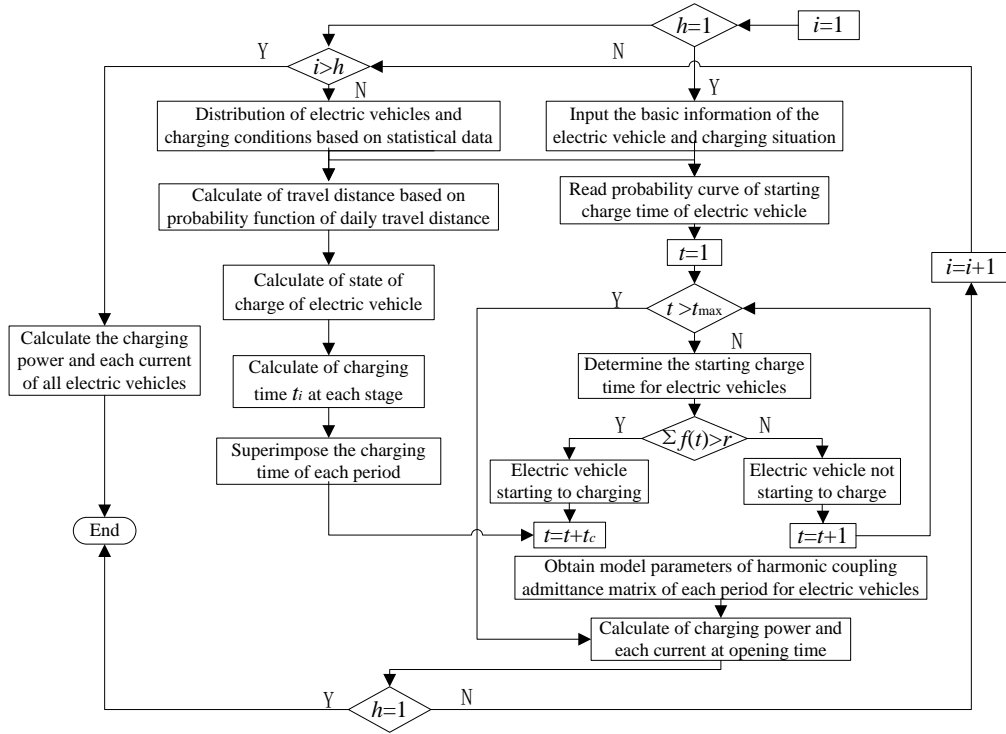 h=1
i=1
Y
N
i>h
N
Y
Distribution of electric vehicles and
charging conditions based on statistical data
Input the basic information of the
electric vehicle and charging situation
Calculate of travel distance based on
probability function of daily travel distance
Read probability curve of starting
charge time of electric vehicle
t=1
i=i+1
Calculate of state of
charge of electric vehicle
Y
t >tmax
N
Calculate the charging
power and each current
of all electric vehicles
Calculate of charging
time ti at each stage
Determine the starting charge
time for electric vehicles
Y
Σ f(t)>r
N
Superimpose the charging
time of each period
Electric vehicle
starting to charging
Electric vehicle not
starting to charge
End
t=t+tc
t=t+1
Obtain model parameters of harmonic coupling
admittance matrix of each period for electric vehicles
Calculate of charging power and
each current at opening time
Y
h=1
N